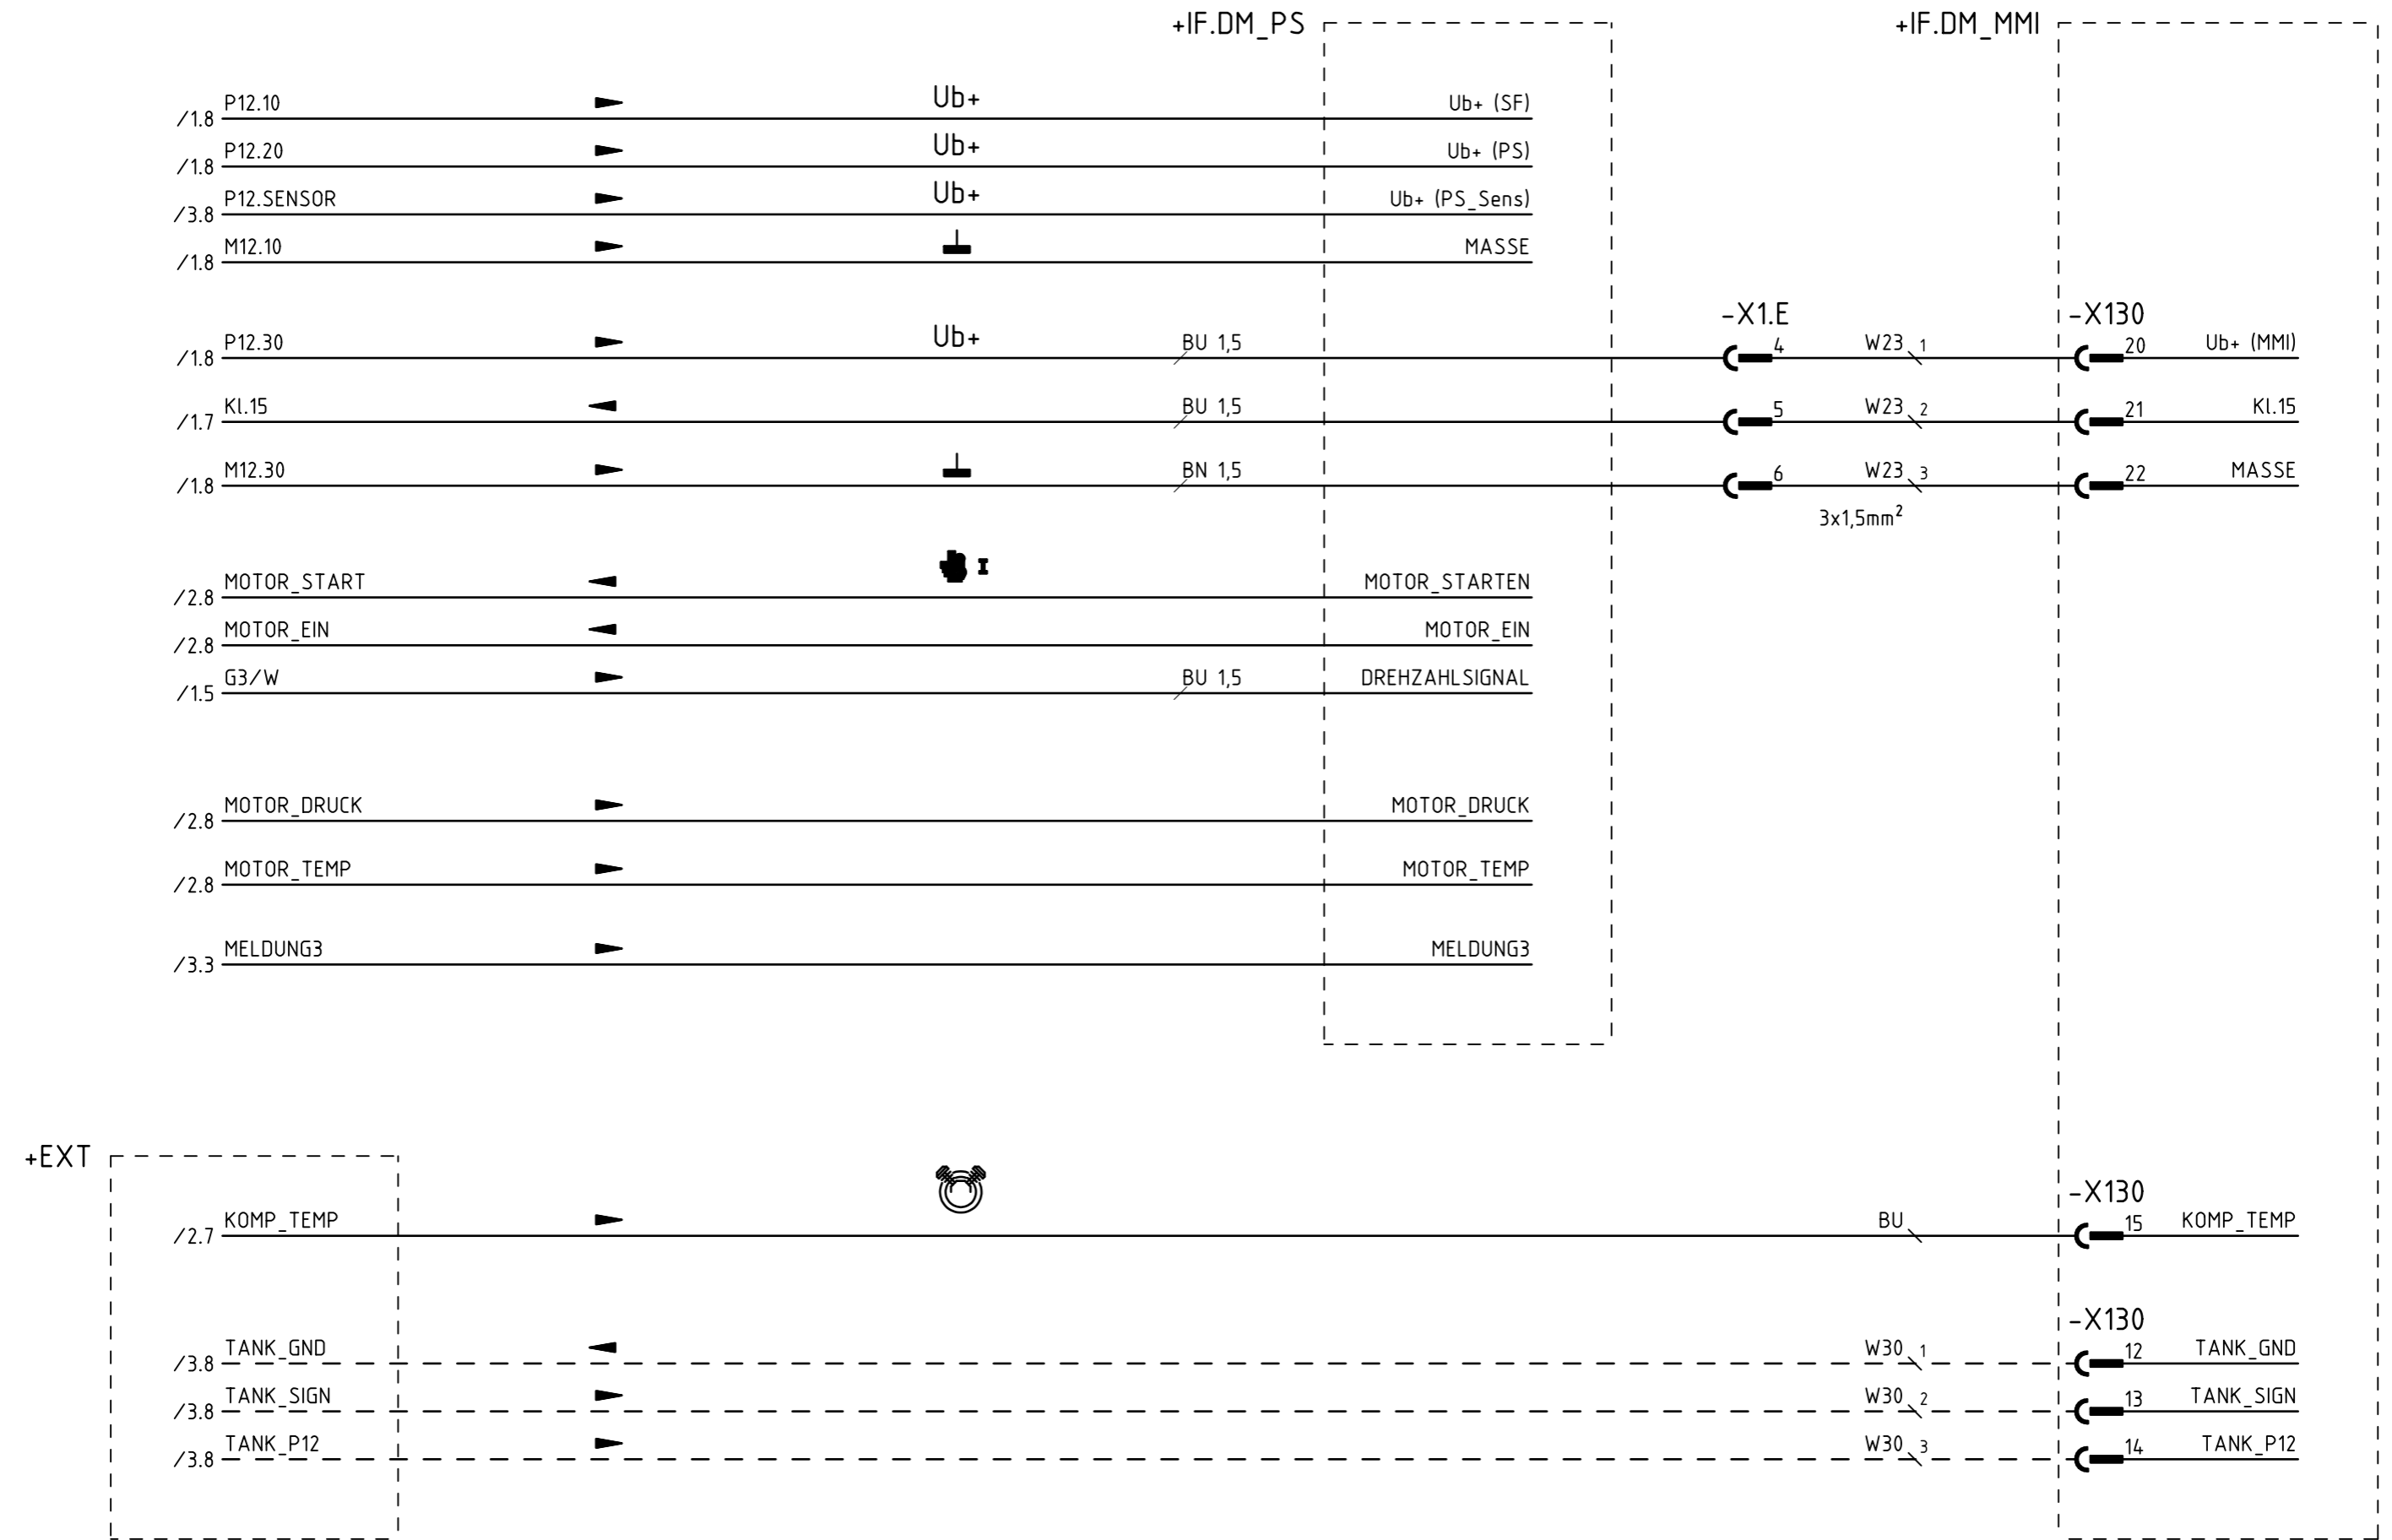 +IF.DM_PS +IF.DM_MMI
P12.10 Ub+ Ub+ (SF)
/1.8
P12.20 Ub+ Ub+ (PS)
/1.8
P12.SENSOR Ub+ Ub+ (PS_Sens)
/3.8
M12.10 MASSE
/1.8
-X1.E -X130
P12.30 Ub+ BU 1,5 4 W23 1 20 Ub+ (MMI)
/1.8
Kl.15 BU 1,5 5 W23 2 21 Kl.15
/1.7
M12.30 BN 1,5 6 W23 3 22 MASSE
/1.8
3x1,5mm²
I
MOTOR_START MOTOR_STARTEN
/2.8
MOTOR_EIN MOTOR_EIN
/2.8
G3/W BU 1,5 DREHZAHLSIGNAL
/1.5
MOTOR_DRUCK MOTOR_DRUCK
/2.8
MOTOR_TEMP MOTOR_TEMP
/2.8
MELDUNG3 MELDUNG3
/3.3
+EXT
-X130
KOMP_TEMP BU 15 KOMP_TEMP
/2.7
-X130
TANK_GND W30 1 12 TANK_GND
/3.8
TANK_SIGN W30 2 13 TANK_SIGN
/3.8
TANK_P12 W30 3 14 TANK_P12
/3.8